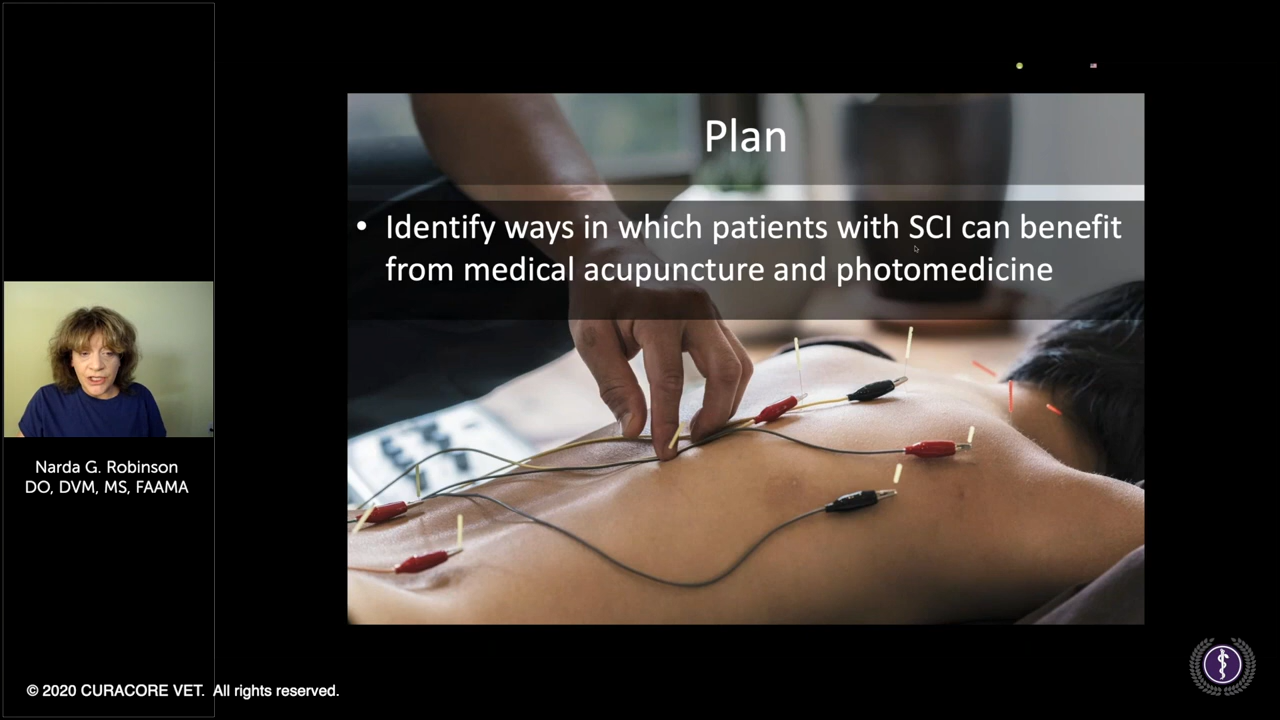 Plan
• Identify ways in which patients with SCI can benefit
from medical acupuncture and photomedicine
Narda G. Robinson
DO, DVM, MS, FAAMA
© 2020 CURACORE VET. All rights reserved.